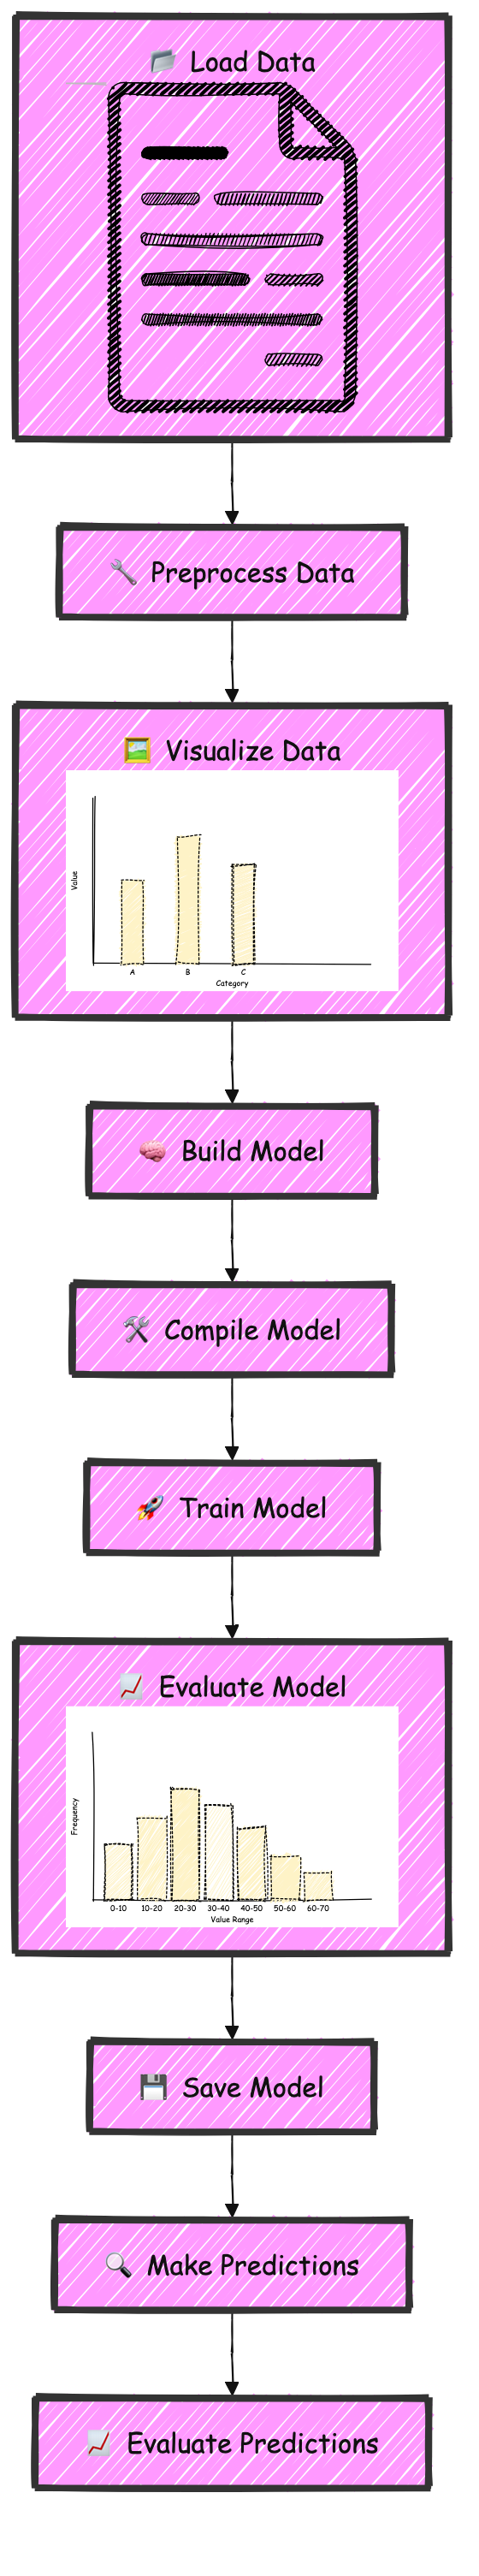 Load Data
Preprocess Data
Visualize Data
Value
A B C
Category
Build Model
Compile Model
Train Model
Evaluate Model
Frequency
0-10 10-20 20-30 30-40 40-50 50-60 60-70
Value Range
Save Model
Make Predictions
Evaluate Predictions